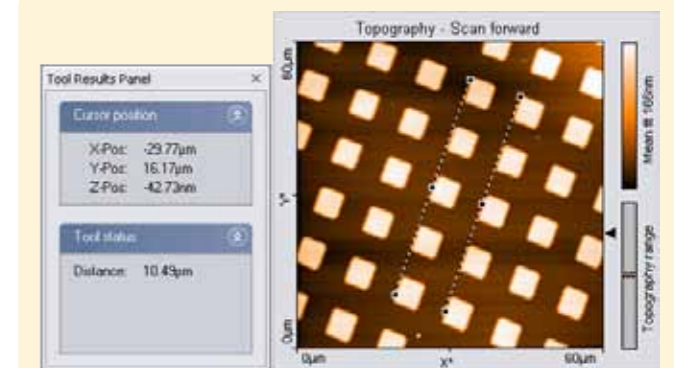 Topography - Scan forward
Tool Results Panel
Cursor position
X-Pos: -29.77µm
Y-Pos: 16.17µm
Z-Pos: -42.73nm
Tool status
Distance: 10.49µm
60µm
Y*
0µm
0µm
X*
60µm
Mean fit 166nm
Topography range